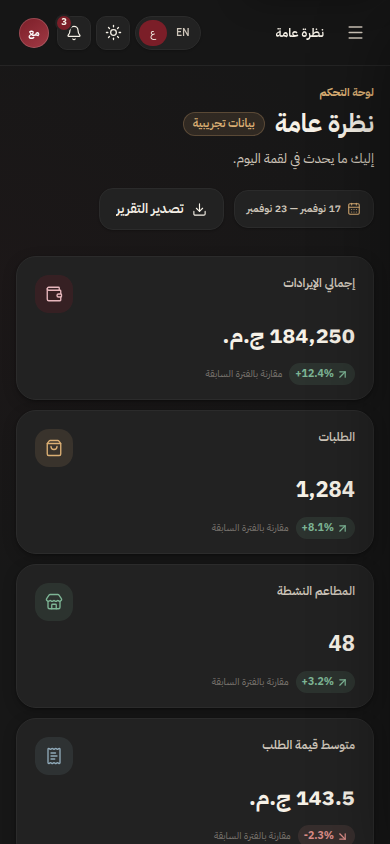 نظرة عامة
EN
ع
3
مع
لوحة التحكم
نظرة عامة
بيانات تجريبية
إليك ما يحدث في لقمة اليوم.
17 نوفمبر — 23 نوفمبر
تصدير التقرير
إجمالي الإيرادات
184,250 ج.م.
+12.4% مقارنة بالفترة السابقة
الطلبات
1,284
+8.1% مقارنة بالفترة السابقة
المطاعم النشطة
48
+3.2% مقارنة بالفترة السابقة
متوسط قيمة الطلب
143.5 ج.م.
-2.3% مقارنة بالفترة السابقة